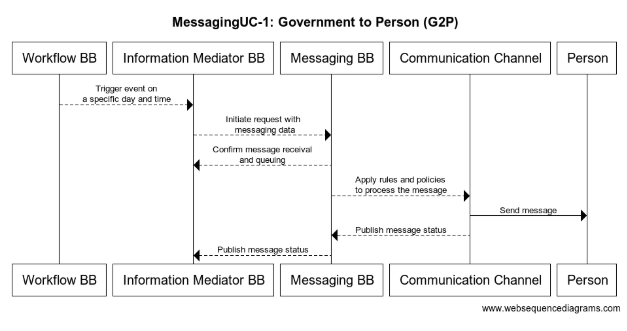 MessagingUC-1: Government to Person (G2P)
Workflow BB
Information Mediator BB
Messaging BB
Communication Channel
Person
Trigger event on
a specific day and time
Initiate request with
messaging data
Confirm message receival
and queuing
Apply rules and policies
to process the message
Send message
Publish message status
Publish message status
Workflow BB
Information Mediator BB
Messaging BB
Communication Channel
Person
www.websequencediagrams.com